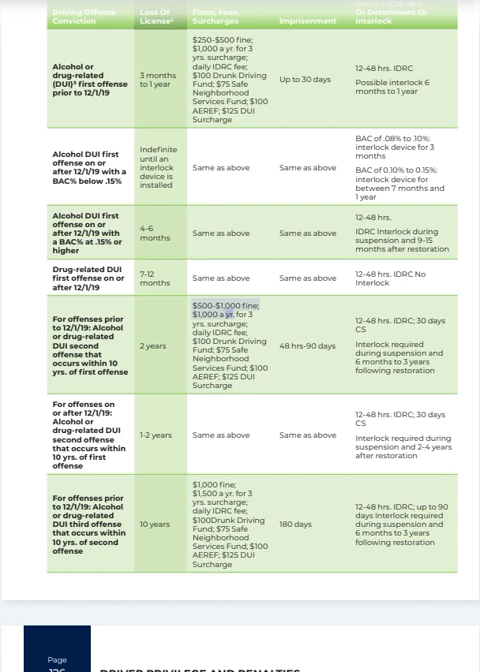 Driving Offense
Conviction
Loss Of
License¹
Fines, Fees,
Surcharges
Imprisonment
Or Detainment Or
Interlock
Alcohol or
drug-related
(DUI)³ first offense
prior to 12/1/19
3 months
to 1 year
$250-$500 fine;
$1,000 a yr. for 3
yrs. surcharge;
daily IDRC fee;
$100 Drunk Driving
Fund; $75 Safe
Neighborhood
Services Fund; $100
AEREF; $125 DUI
Surcharge
Up to 30 days
12-48 hrs. IDRC
Possible interlock 6
months to 1 year
Alcohol DUI first
offense on or
after 12/1/19 with a
BAC% below .15%
Indefinite
until an
interlock
device is
installed
Same as above
Same as above
BAC of .08% to .10%:
interlock device for 3
months
BAC of 0.10% to 0.15%:
interlock device for
between 7 months and
1 year
Alcohol DUI first
offense on or
after 12/1/19 with
a BAC% at .15% or
higher
4-6
months
Same as above
Same as above
12-48 hrs.
IDRC Interlock during
suspension and 9-15
months after restoration
Drug-related DUI
first offense on or
after 12/1/19
7-12
months
Same as above
Same as above
12-48 hrs. IDRC No
Interlock
For offenses prior
to 12/1/19: Alcohol
or drug-related
DUI second
offense that
occurs within 10
yrs. of first offense
2 years
$500-$1,000 fine;
$1,000 a yr. for 3
yrs. surcharge;
daily IDRC fee;
$100 Drunk Driving
Fund; $75 Safe
Neighborhood
Services Fund; $100
AEREF; $125 DUI
Surcharge
48 hrs-90 days
12-48 hrs. IDRC; 30 days
CS
Interlock required
during suspension and
6 months to 3 years
following restoration
For offenses on
or after 12/1/19:
Alcohol or
drug-related DUI
second offense
that occurs within
10 yrs. of first
offense
1-2 years
Same as above
Same as above
12-48 hrs. IDRC; 30 days
CS
Interlock required during
suspension and 2-4 years
after restoration
For offenses prior
to 12/1/19: Alcohol
or drug-related
DUI third offense
that occurs within
10 yrs. of second
offense
10 years
$1,000 fine;
$1,500 a yr. for 3
yrs. surcharge;
daily IDRC fee;
$100Drunk Driving
Fund; $75 Safe
Neighborhood
Services Fund; $100
AEREF; $125 DUI
Surcharge
180 days
12-48 hrs. IDRC; up to 90
days Interlock required
during suspension and
6 months to 3 years
following restoration
Page
126
DRIVER PRIVILEGE AND PENALTIES